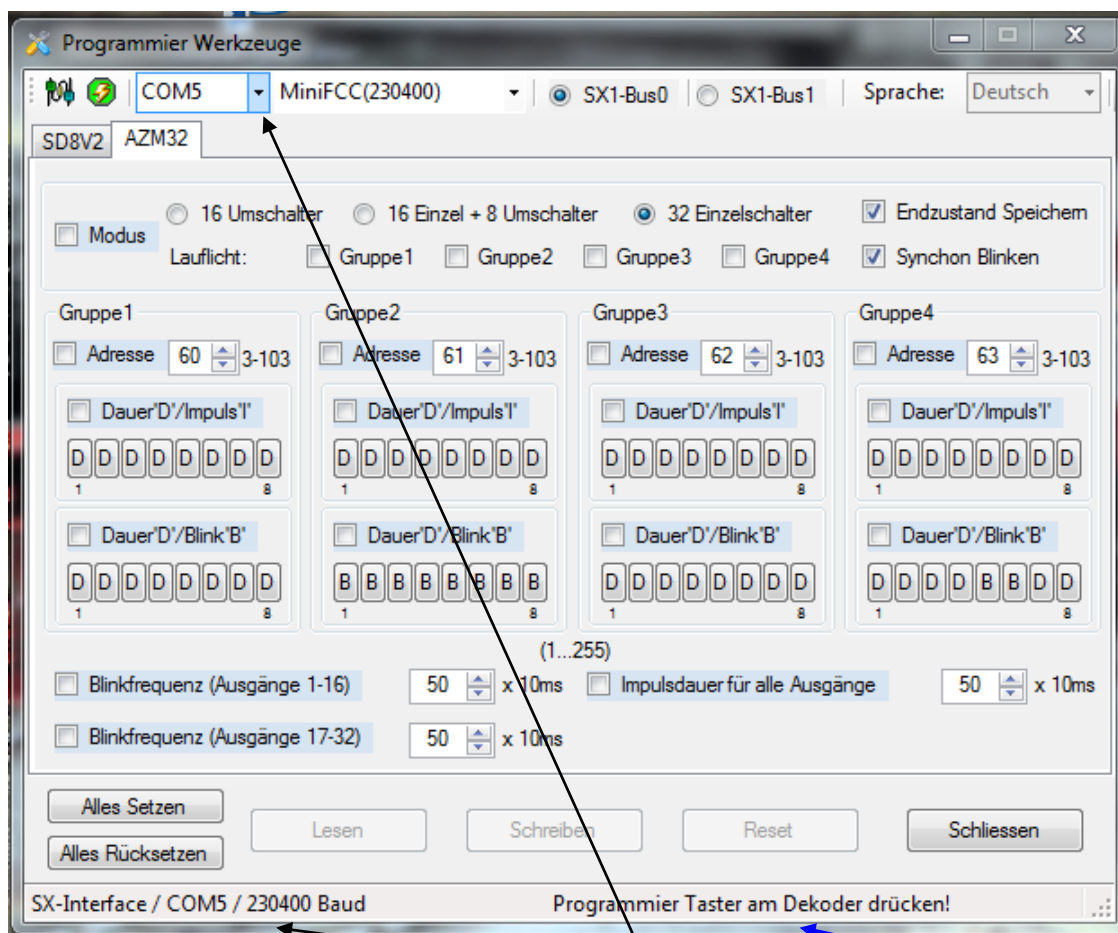 Programmier Werkzeuge
COM5 MiniFCC(230400) SX1-Bus0 SX1-Bus1 Sprache: Deutsch
SD8V2 AZM32
16 Umschalter 16 Einzel + 8 Umschalter 32 Einzelschalter Endzustand Speichern
Modus
Lauflicht: Gruppe1 Gruppe2 Gruppe3 Gruppe4 Synchon Blinken
Gruppe1 Gruppe2 Gruppe3 Gruppe4
Adresse 60 3-103 Adresse 61 3-103 Adresse 62 3-103 Adresse 63 3-103
Dauer'D'/Impuls'I' Dauer'D'/Impuls'I' Dauer'D'/Impuls'I' Dauer'D'/Impuls'I'
D D D D D D D D D D D D D D D D D D D D D D D D D D D D D D D D
1 8 1 8 1 8 1 8
Dauer'D'/Blink'B' Dauer'D'/Blink'B' Dauer'D'/Blink'B' Dauer'D'/Blink'B'
D D D D D D D D B B B B B B B B D D D D D D D D D D D D B B D D
1 8 1 8 1 8 1 8
(1...255)
Blinkfrequenz (Ausgänge 1-16) 50 x 10ms Impulsdauer für alle Ausgänge 50 x 10ms
Blinkfrequenz (Ausgänge 17-32) 50 x 10ms
Alles Setzen
Lesen Schreiben Reset Schliessen
Alles Rücksetzen
SX-Interface / COM5 / 230400 Baud Programmier Taster am Dekoder drücken!